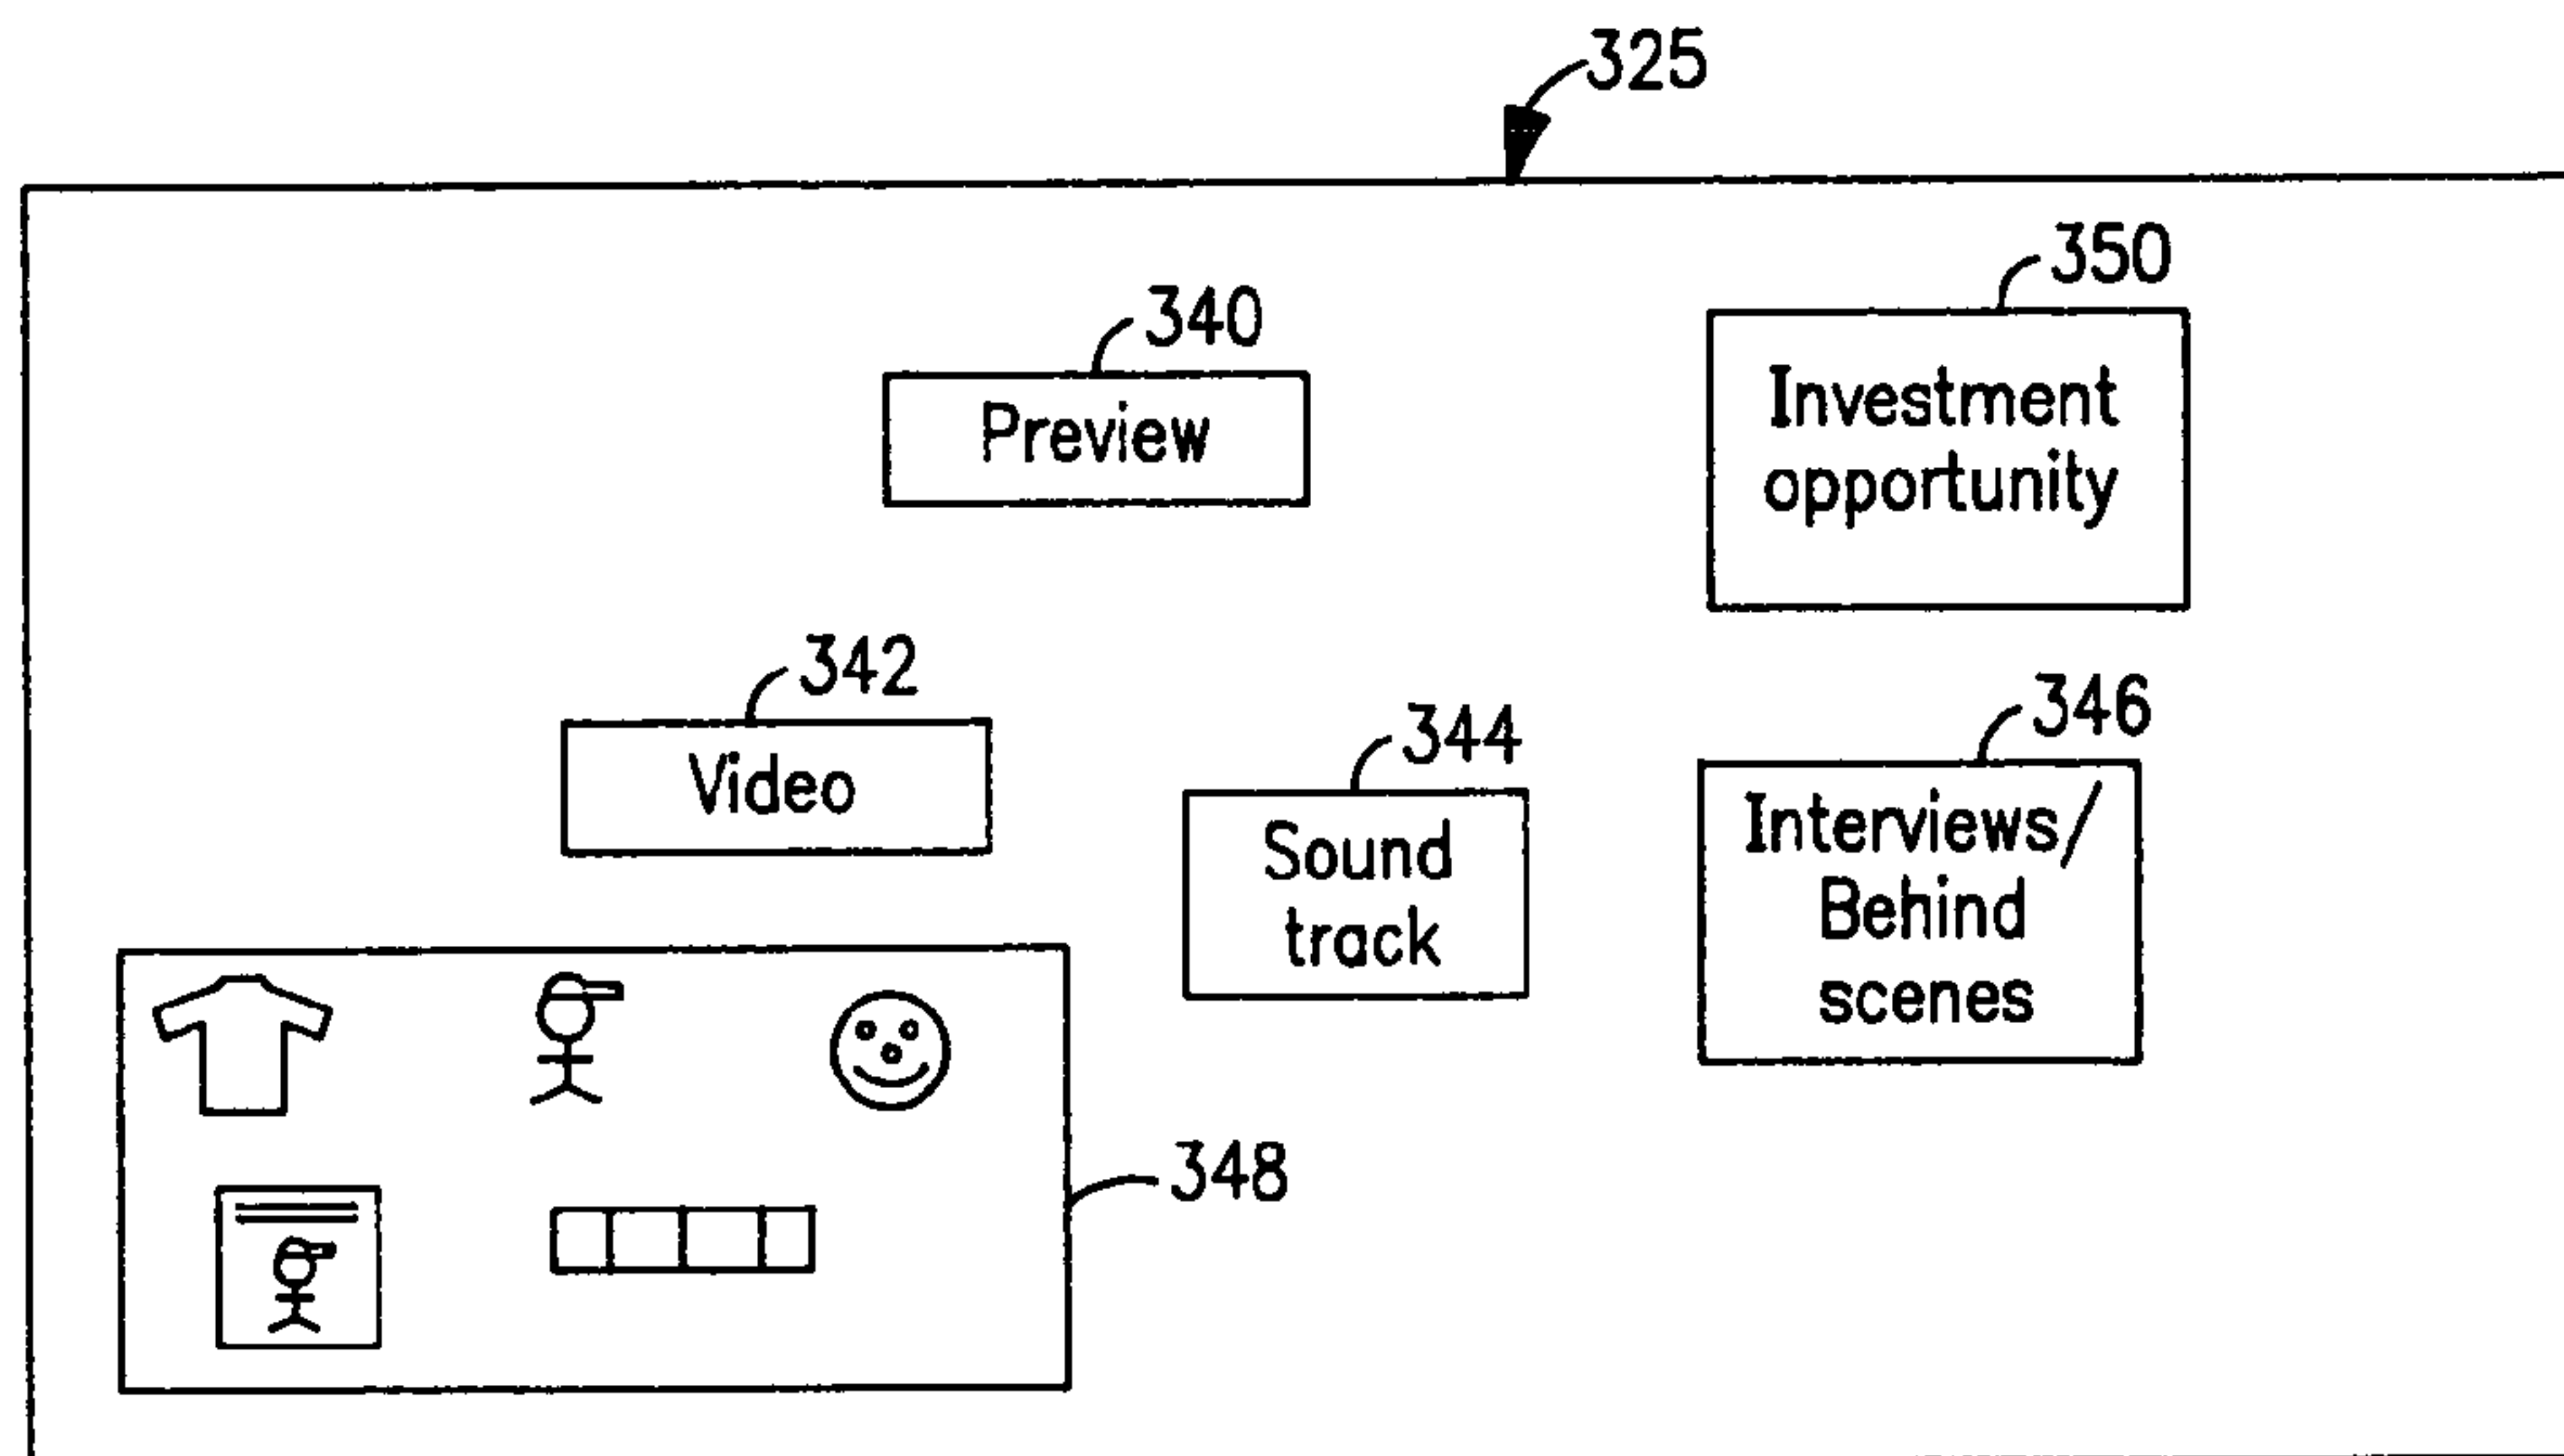 325
350
340
Preview
Investment
opportunity
342
Video
344
Sound
track
346
Interviews/
Behind
scenes
348